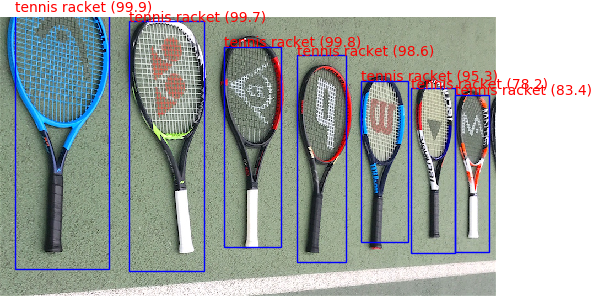 tennis racket (99.9)
tennis racket (99.7)
tennis racket (99.8)
tennis racket (98.6)
tennis racket (95.3)
tennis racket (78.2)
tennis racket (83.4)
Wilson